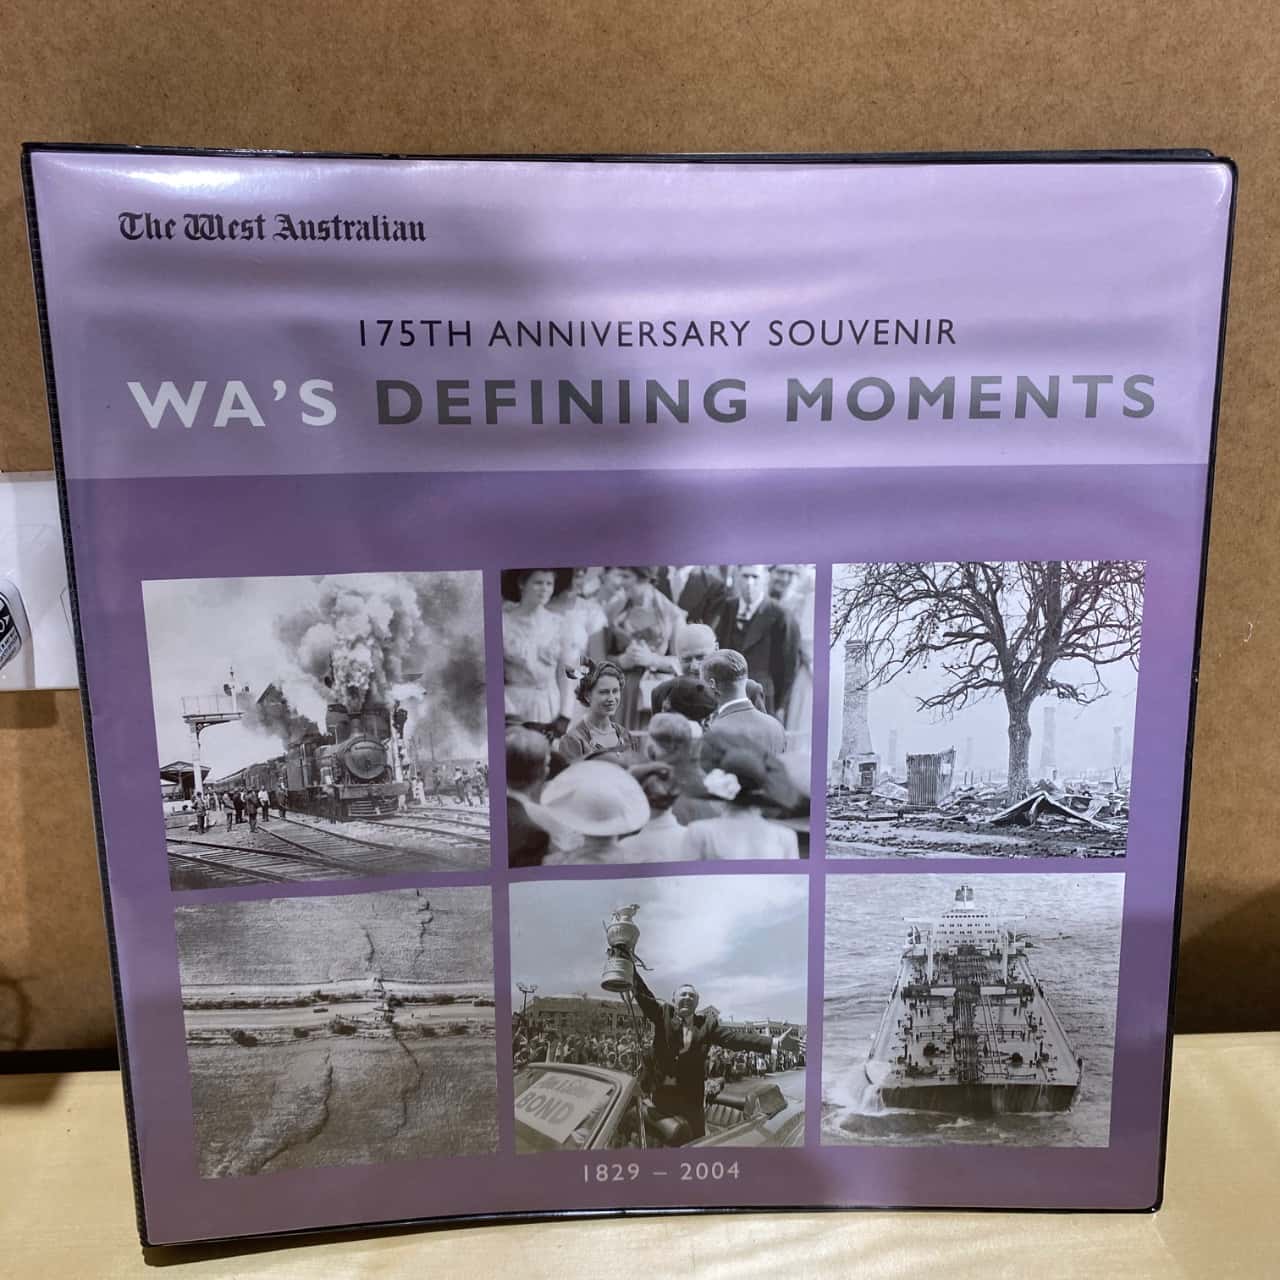 The West Australian
175TH ANNIVERSARY SOUVENIR
WA'S DEFINING MOMENTS
BOND
1829 – 2004